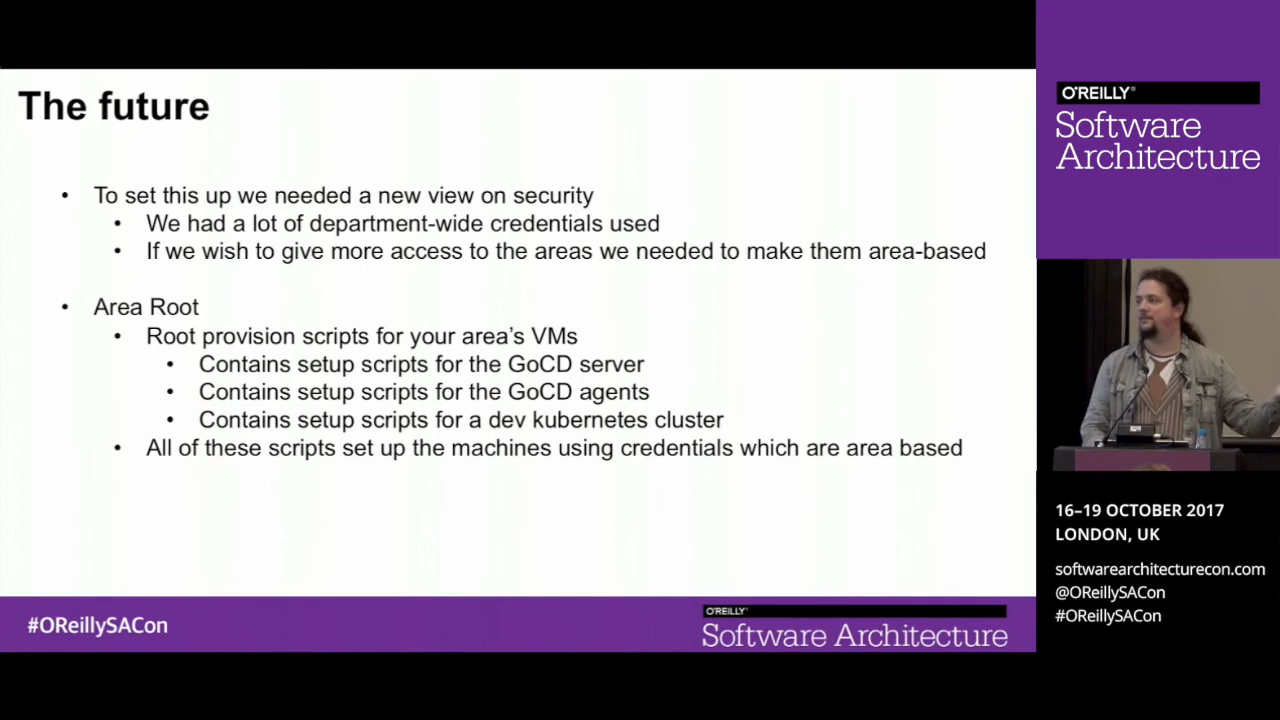 The future
• To set this up we needed a new view on security
• We had a lot of department-wide credentials used
• If we wish to give more access to the areas we needed to make them area-based
• Area Root
• Root provision scripts for your area's VMs
• Contains setup scripts for the GoCD server
• Contains setup scripts for the GoCD agents
• Contains setup scripts for a dev kubernetes cluster
• All of these scripts set up the machines using credentials which are area based
#OReillySACon
O'REILLY®
Software Architecture
O'REILLY®
Software
Architecture
16–19 OCTOBER 2017
LONDON, UK
softwarearchitecturecon.com
@OReillySACon
#OReillySACon